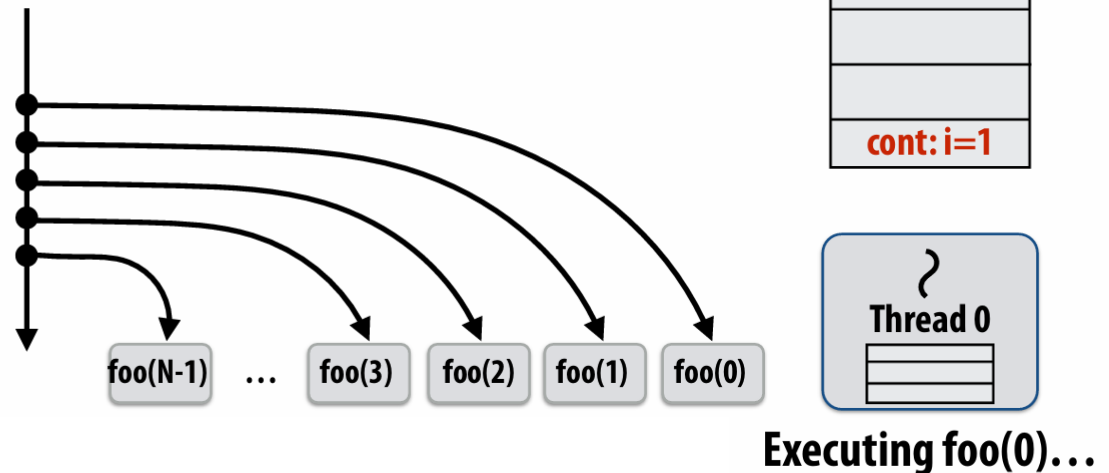 cont: i=1
Thread 0
foo(N-1) ... foo(3) foo(2) foo(1) foo(0)
Executing foo(0)...